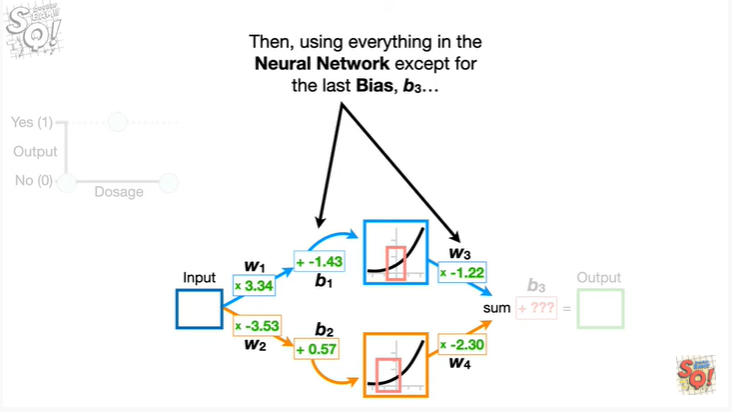 Then, using everything in the
Neural Network except for
the last Bias, b₃...
Yes (1)
Output
No (0)
Dosage
Input
w₁
× 3.34
+ -1.43
b₁
w₃
× -1.22
b₃
Output
sum
+ ???
=
× -3.53
w₂
b₂
+ 0.57
× -2.30
w₄
SQ!
SQ!